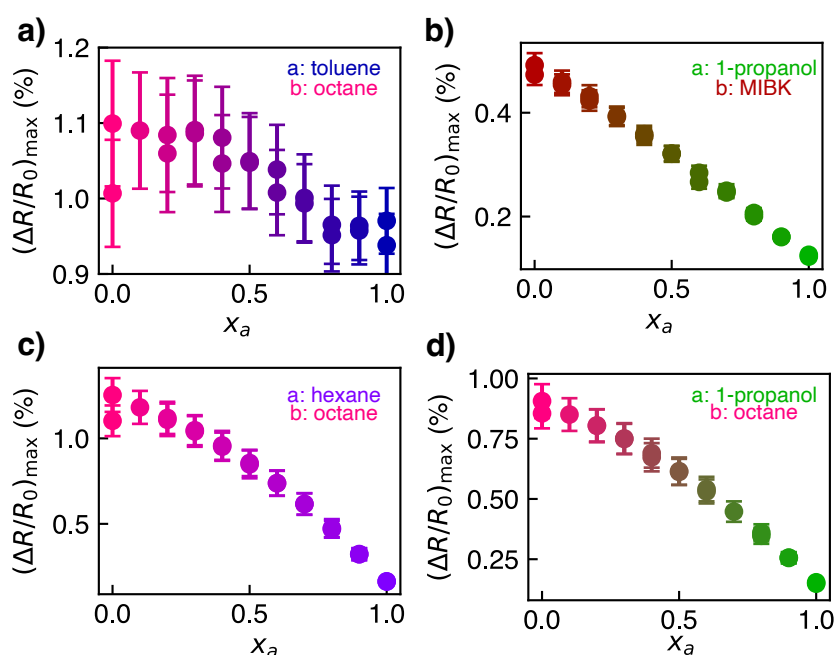 a)
1.2
1.1
1.0
0.9
(ΔR/R₀)max (%)
a: toluene
b: octane
0.0 0.5 1.0
xₐ
b)
0.4
0.2
(ΔR/R₀)max (%)
a: 1-propanol
b: MIBK
0.0 0.5 1.0
xₐ
c)
1.0
0.5
(ΔR/R₀)max (%)
a: hexane
b: octane
0.0 0.5 1.0
xₐ
d)
1.00
0.75
0.50
0.25
(ΔR/R₀)max (%)
a: 1-propanol
b: octane
0.0 0.5 1.0
xₐ